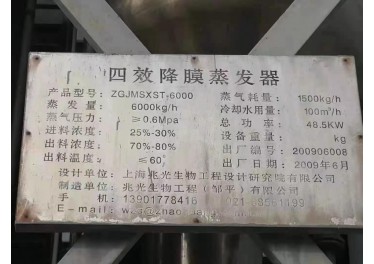 四效降膜蒸发器
产品型号: ZGJMSXST-6000 蒸气耗量: 1500kg/h
蒸发量: 6000kg/h 冷却水用量: 100m³/h
蒸气压力: ≥0.6Mpa 总功率: 48.5KW
进料浓度: 25%-30% 设备重量: kg
出料浓度: 70%-80% 出厂编号: 200906008
出料温度: ≤60 出厂日期: 2009年6月
设计单位: 上海兆光生物工程设计研究院有限公司
制造单位: 兆光生物工程(邹平)有限公司
手机: 13901778416
E-mail: